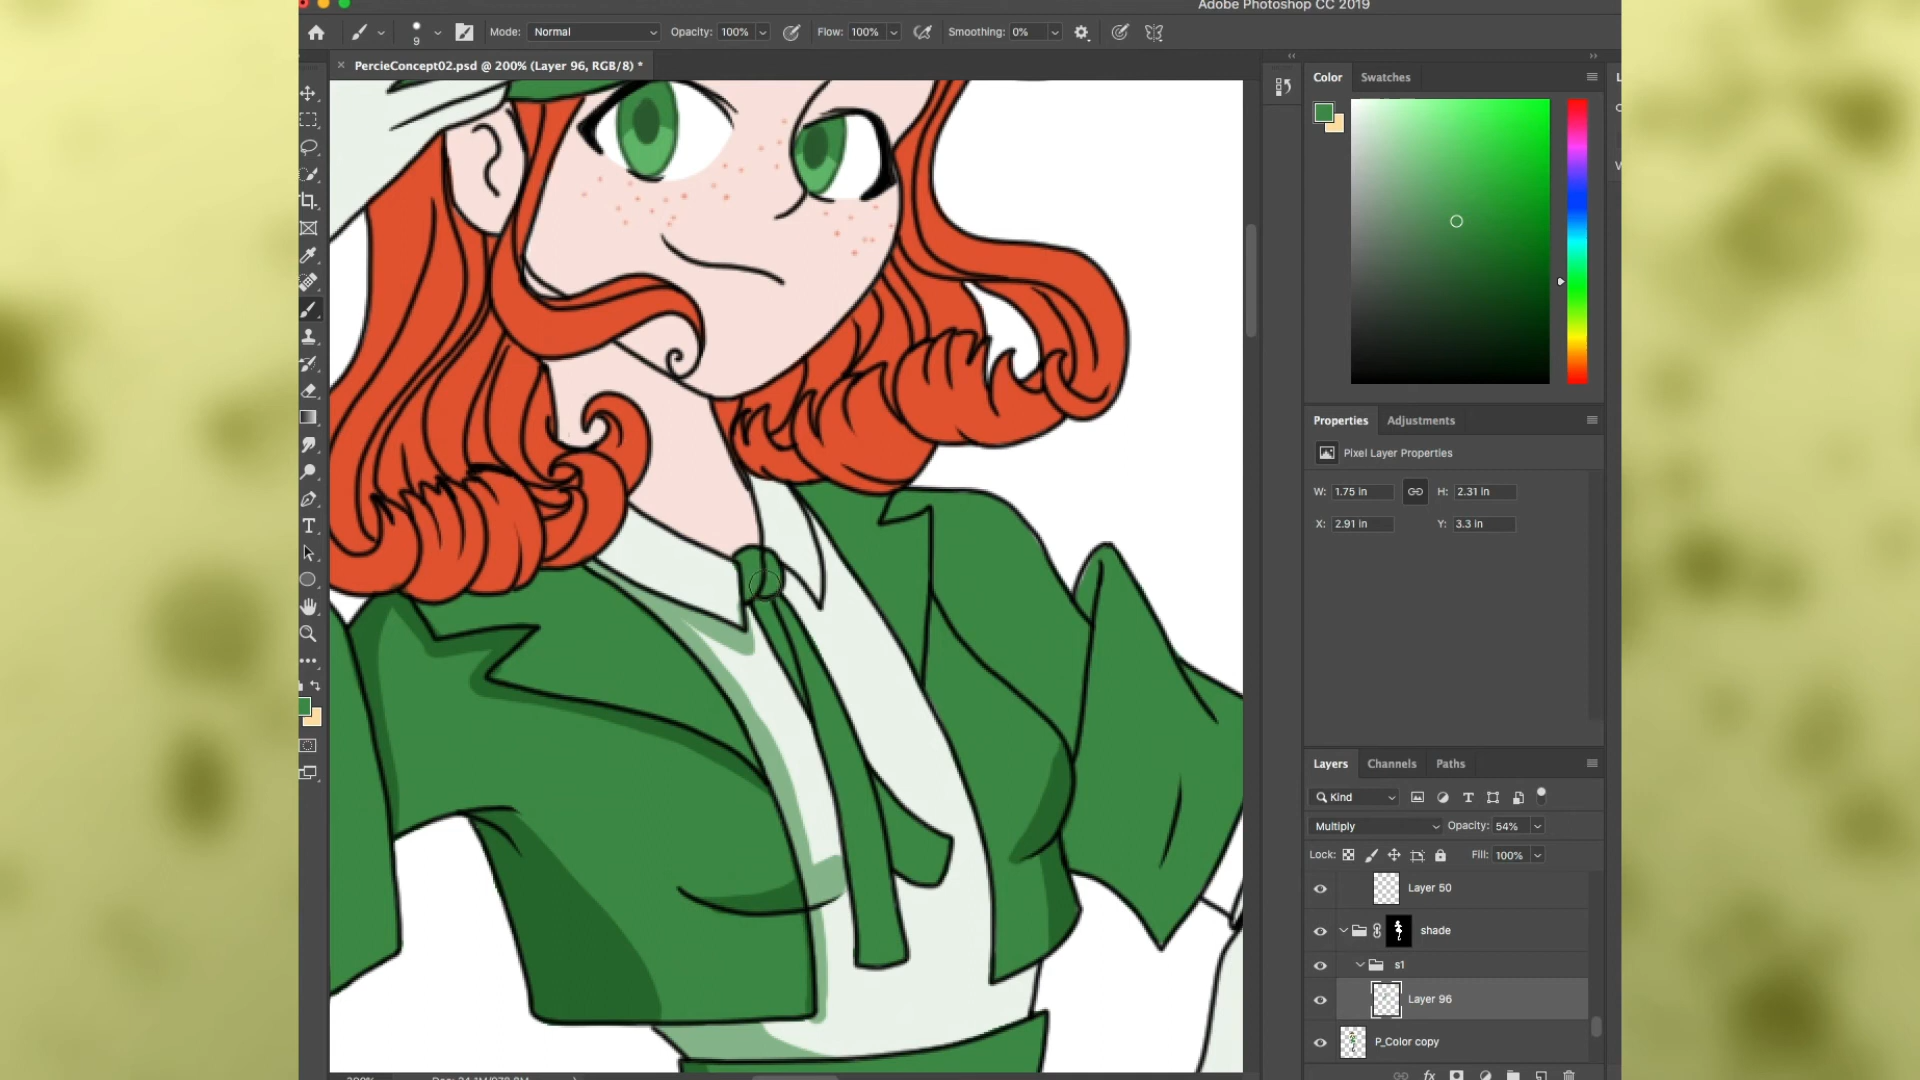 Adobe Photoshop CC 2019
9 Mode: Normal Opacity: 100% Flow: 100% Smoothing: 0%
× PercieConcept02.psd @ 200% (Layer 96, RGB/8) *
Color Swatches
Properties Adjustments
Pixel Layer Properties
W: 1.75 in H: 2.31 in
X: 2.91 in Y: 3.3 in
Layers Channels Paths
Kind
Multiply Opacity: 54%
Lock: Fill: 100%
Layer 50
shade
s1
Layer 96
P_Color copy
fx